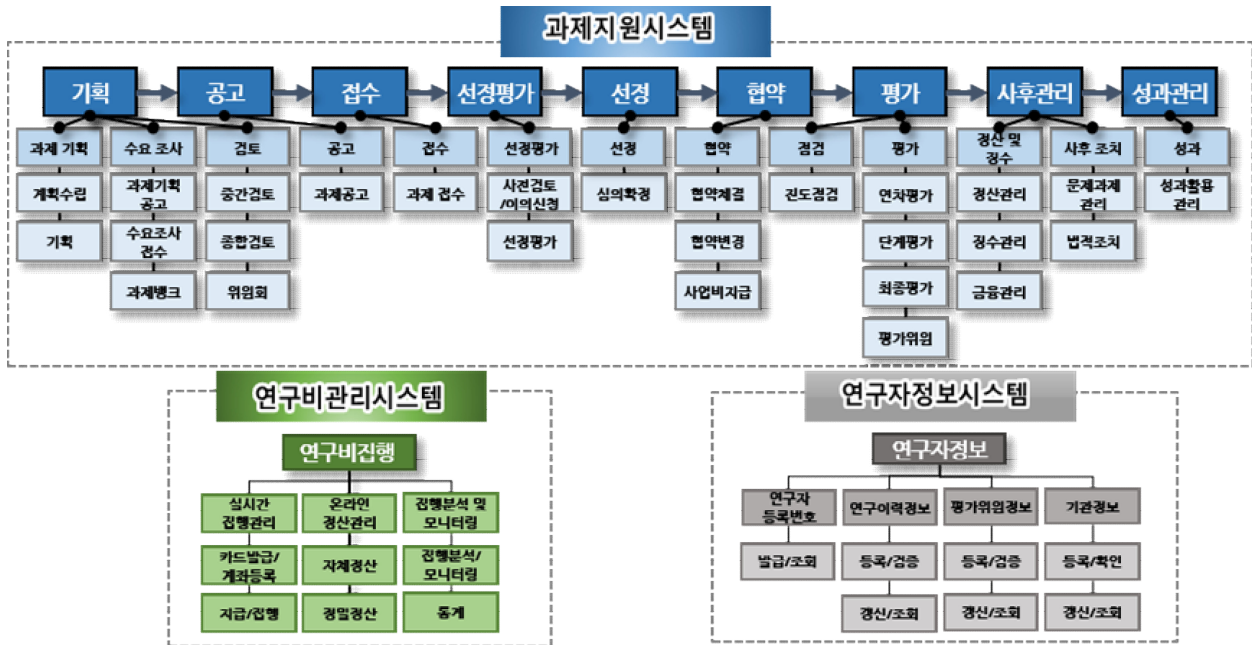 과제지원시스템
기획
공고
접수
선정평가
선정
협약
평가
사후관리
성과관리
과제 기획
수요 조사
검토
공고
접수
선정평가
선정
협약
점검
평가
정산 및
징수
사후 조치
성과
계획수립
과제기획
공고
중간검토
과제공고
과제 접수
사전검토
/이의신청
심의확정
협약체결
진도점검
연차평가
정산관리
문제과제
관리
성과활용
관리
기획
수요조사
접수
종합검토
선정평가
협약변경
단계평가
징수관리
법적조치
과제뱅크
위원회
사업비지급
최종평가
금융관리
평가위원
연구비관리시스템
연구비집행
실시간
집행관리
온라인
정산관리
집행분석 및
모니터링
카드발급/
계좌등록
자체정산
집행분석/
모니터링
지급/집행
정밀정산
통계
연구자정보시스템
연구자정보
연구자
등록번호
연구이력정보
평가위원정보
기관정보
발급/조회
등록/검증
등록/검증
등록/확인
갱신/조회
갱신/조회
갱신/조회